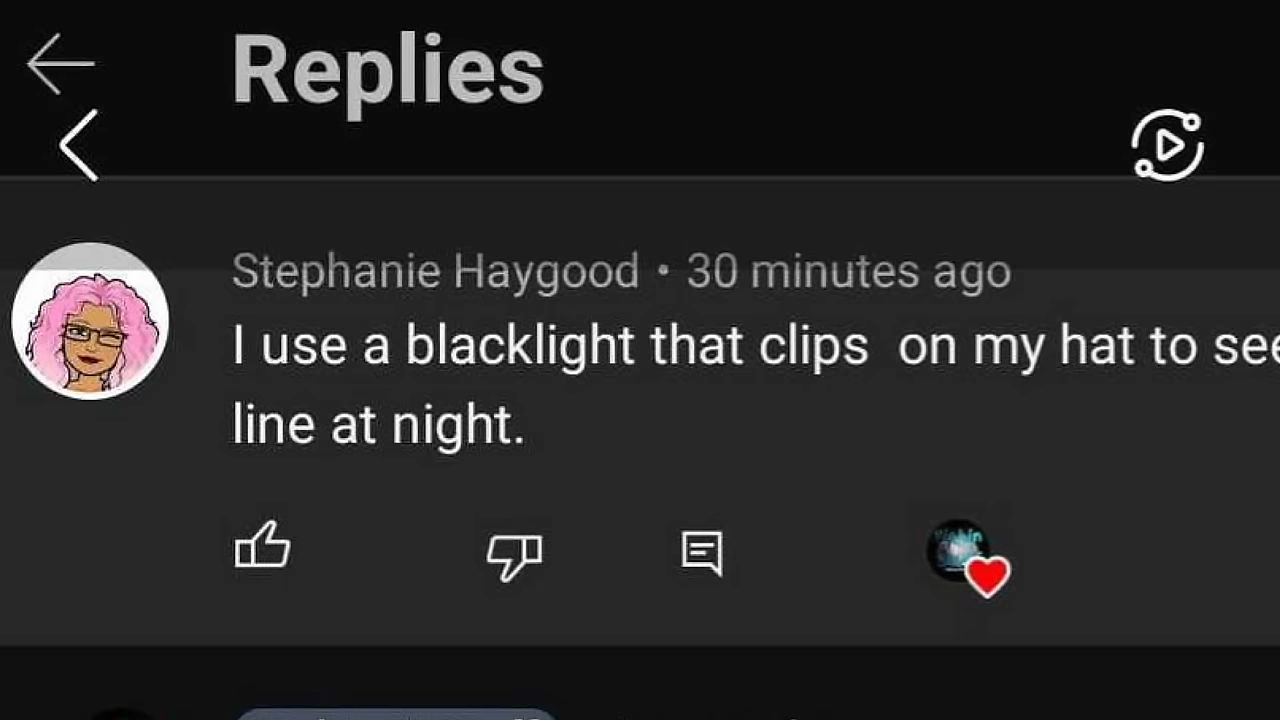 Replies
Stephanie Haygood • 30 minutes ago
I use a blacklight that clips  on my hat to see
line at night.